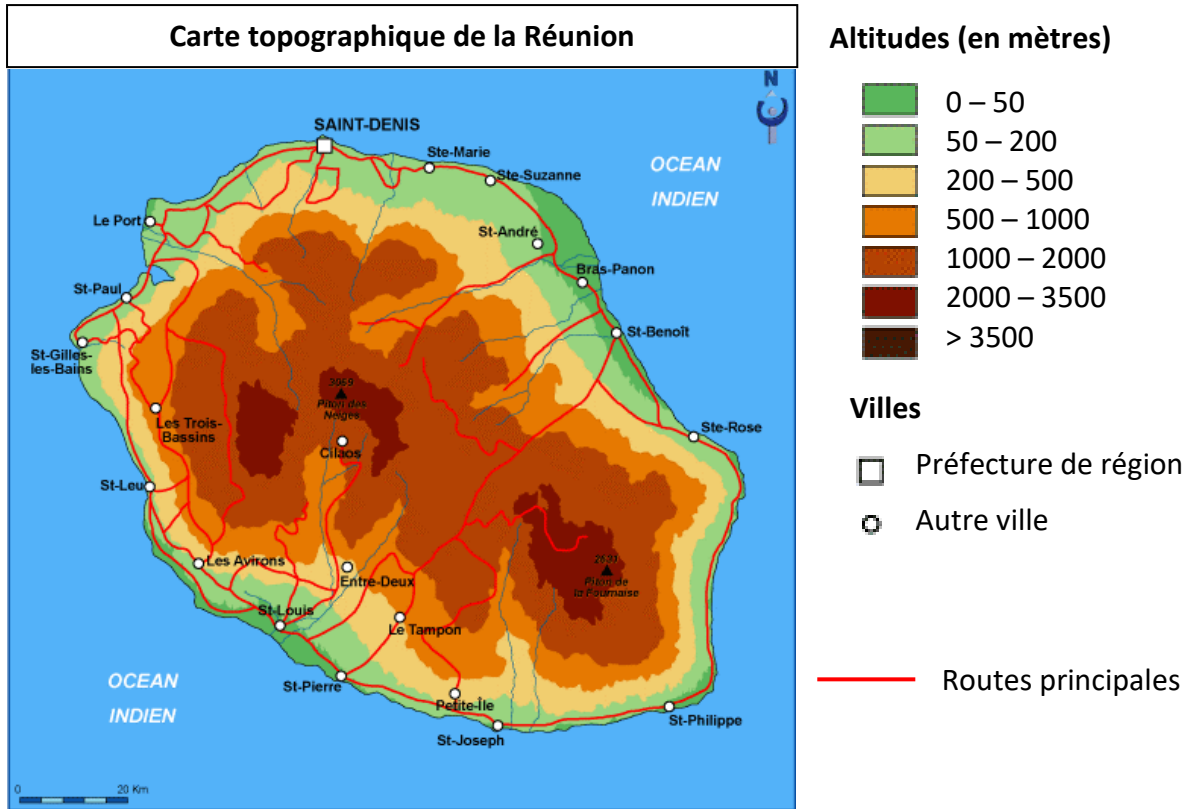 Carte topographique de la Réunion
N
SAINT-DENIS
Ste-Marie
Ste-Suzanne
OCEAN
INDIEN
Le Port
St-André
Bras-Panon
St-Paul
St-Benoît
St-Gilles-
les-Bains
3069
Piton des
Neiges
Les Trois-
Bassins
Cilaos
Ste-Rose
St-Leu
Les Avirons
Entre-Deux
Piton de
la Fournaise
St-Louis
Le Tampon
OCEAN
INDIEN
St-Pierre
Petite-Île
St-Philippe
St-Joseph
0 20 Km
Altitudes (en mètres)
0 – 50
50 – 200
200 – 500
500 – 1000
1000 – 2000
2000 – 3500
> 3500
Villes
Préfecture de région
Autre ville
Routes principales